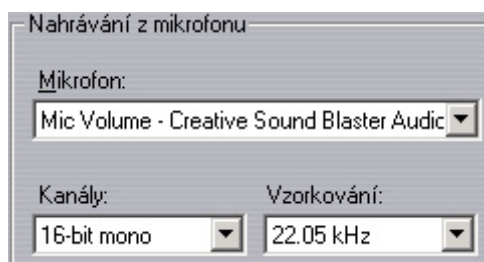 Nahrávání z mikrofonu
Mikrofon:
Mic Volume - Creative Sound Blaster Audic
Kanály: Vzorkování:
16-bit mono 22.05 kHz